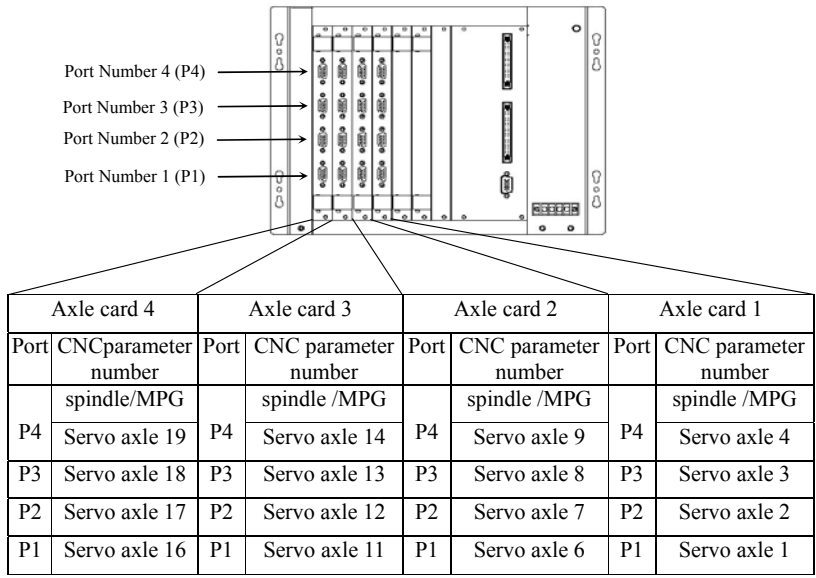 Port Number 4 (P4)
Port Number 3 (P3)
Port Number 2 (P2)
Port Number 1 (P1)
Axle card 4 Axle card 3 Axle card 2 Axle card 1
Port CNCparameter number Port CNC parameter number Port CNC parameter number Port CNC parameter number
P4 spindle/MPG P4 spindle /MPG P4 spindle /MPG P4 spindle /MPG
Servo axle 19 Servo axle 14 Servo axle 9 Servo axle 4
P3 Servo axle 18 P3 Servo axle 13 P3 Servo axle 8 P3 Servo axle 3
P2 Servo axle 17 P2 Servo axle 12 P2 Servo axle 7 P2 Servo axle 2
P1 Servo axle 16 P1 Servo axle 11 P1 Servo axle 6 P1 Servo axle 1